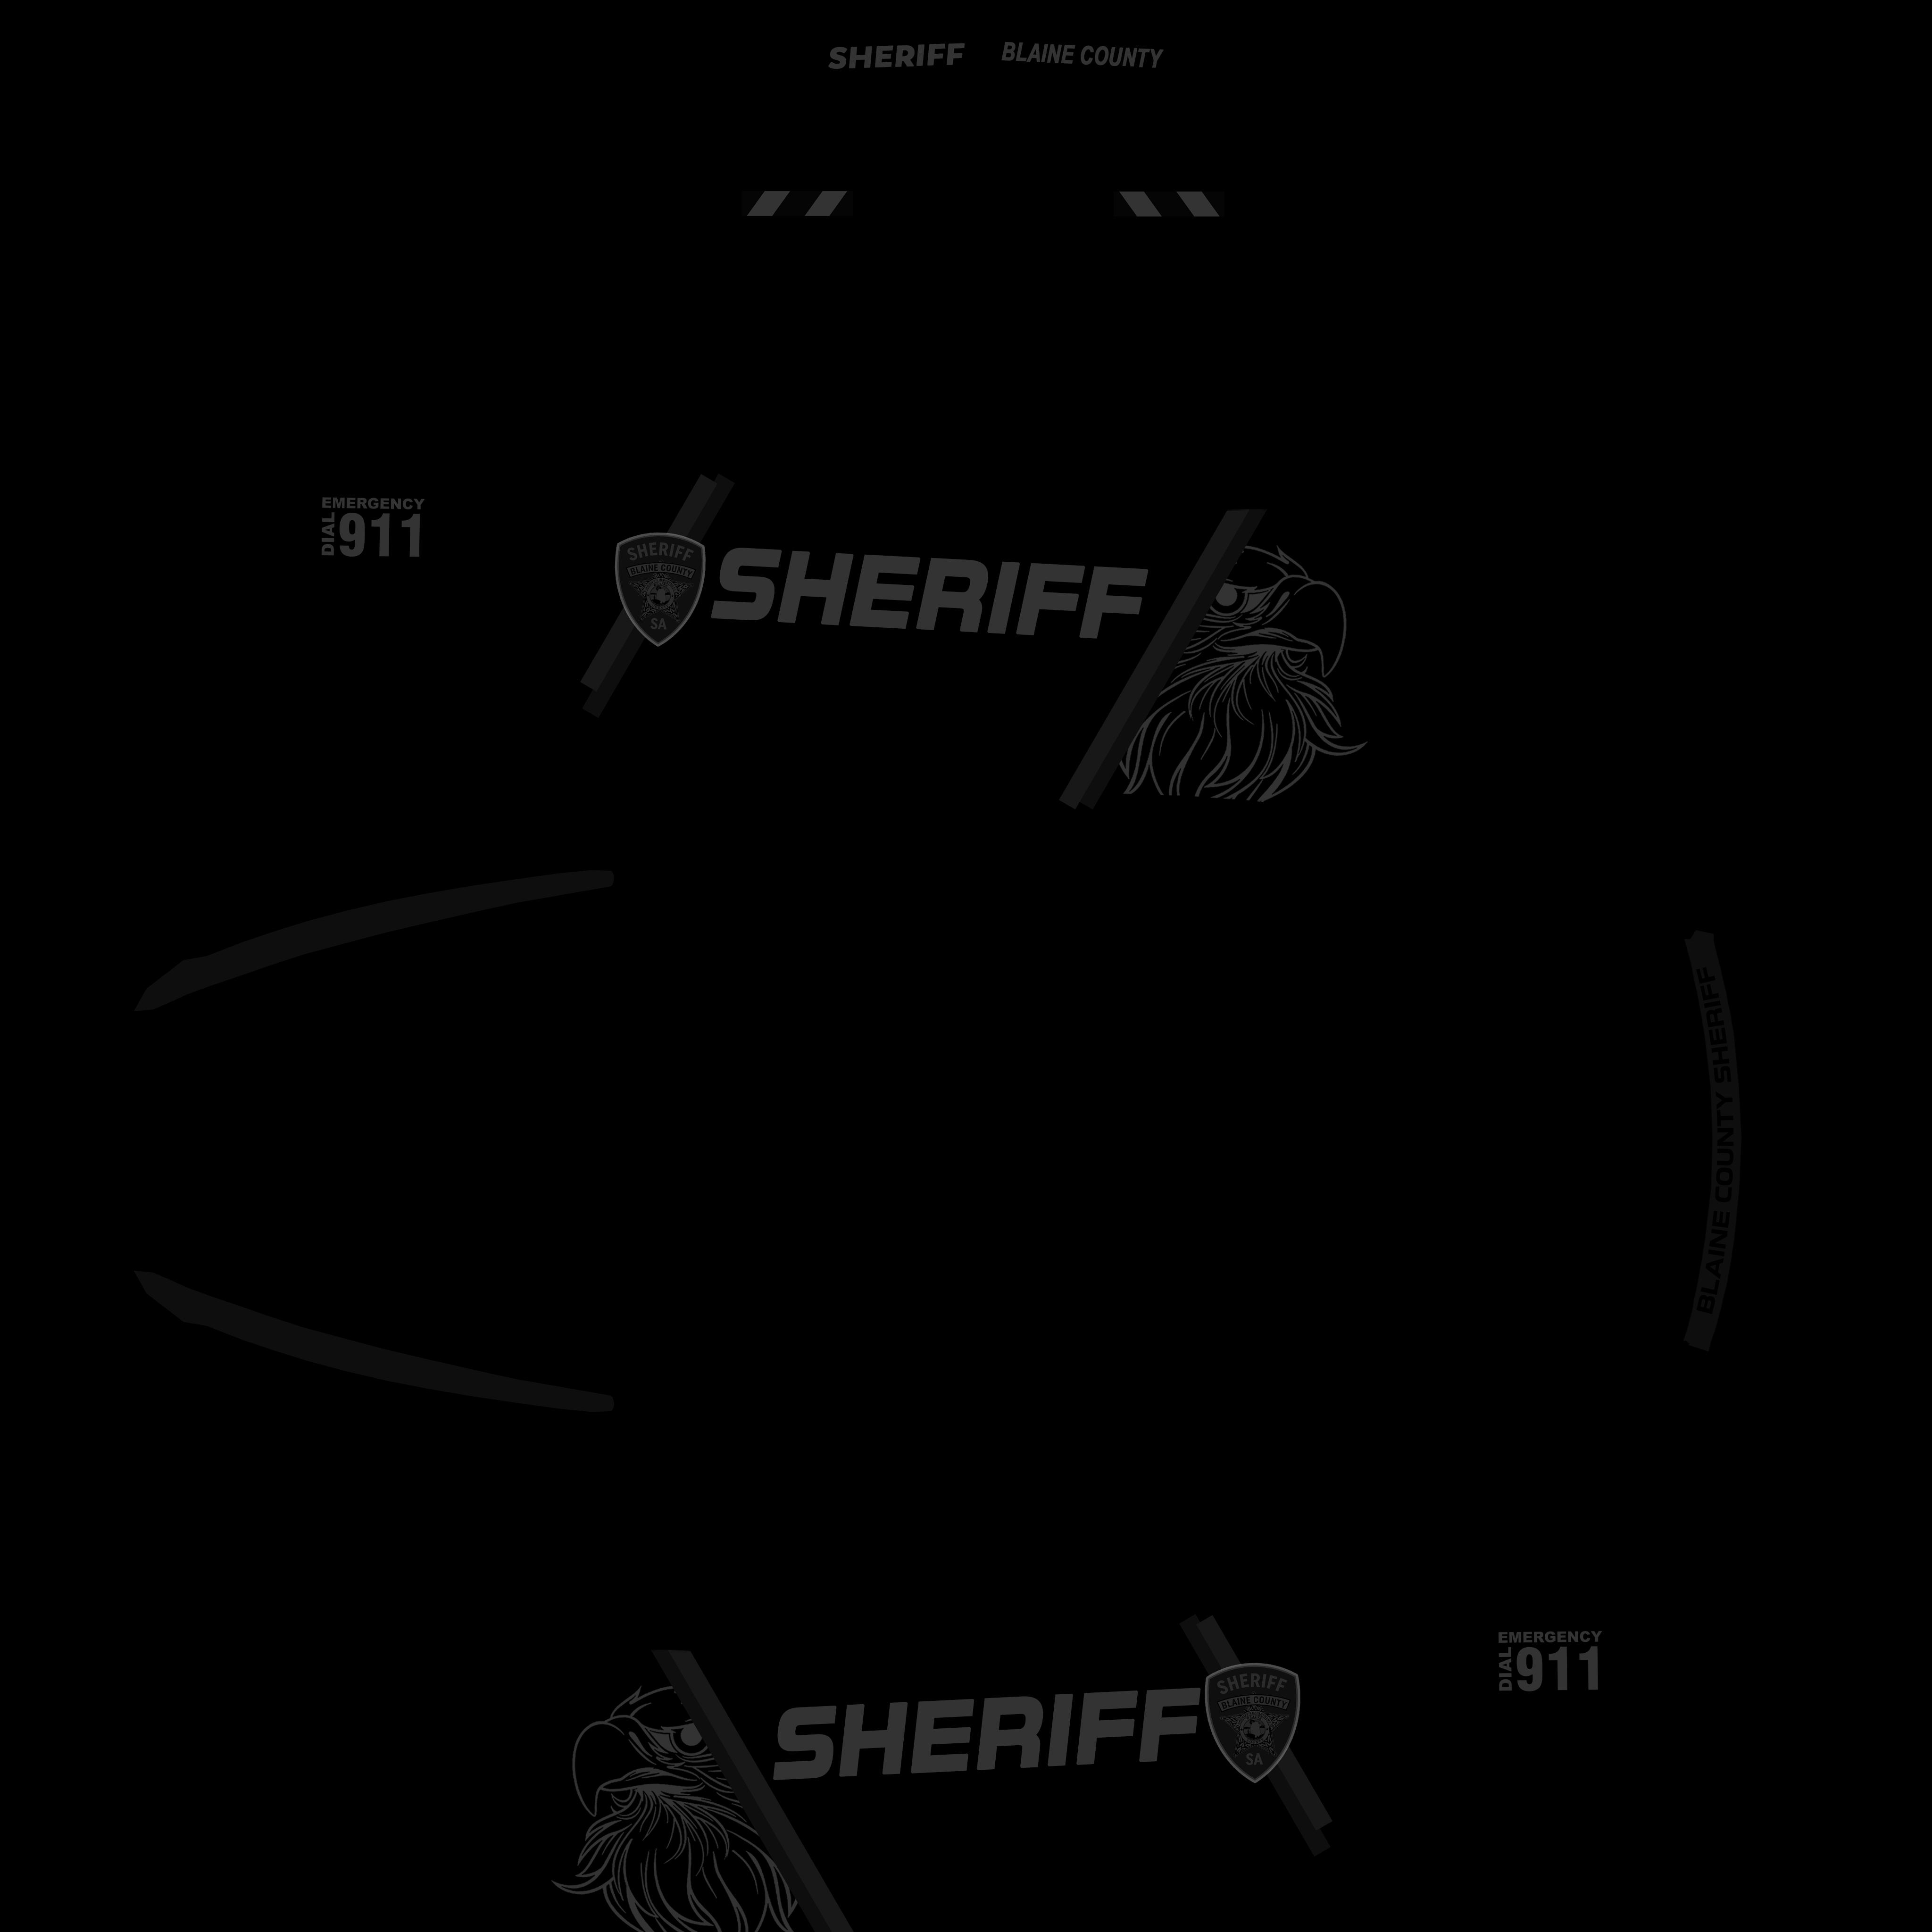 SHERIFF BLAINE COUNTY
EMERGENCY
DIAL 911
SHERIFF
BLAINE COUNTY
SA
SHERIFF
BLAINE COUNTY SHERIFF
SHERIFF
SHERIFF
BLAINE COUNTY
SA
EMERGENCY
DIAL 911